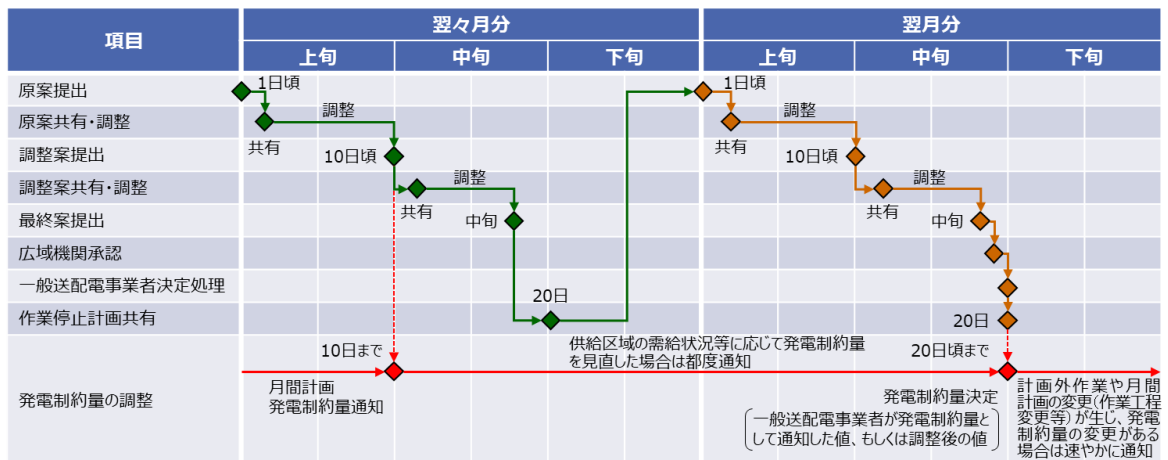 項目
翌々月分
翌月分
上旬
中旬
下旬
上旬
中旬
下旬
原案提出
1日頃
1日頃
原案共有・調整
共有
調整
共有
調整
調整案提出
10日頃
10日頃
調整案共有・調整
共有
調整
共有
調整
最終案提出
中旬
中旬
広域機関承認
一般送配電事業者決定処理
作業停止計画共有
20日
20日
発電制約量の調整
10日まで
月間計画
発電制約量通知
供給区域の需給状況等に応じて発電制約量
を見直した場合は都度通知
20日頃まで
発電制約量決定
一般送配電事業者が発電制約量と
して通知した値、もしくは調整後の値
計画外作業や月間
計画の変更(作業工程
変更等)が生じ、発電
制約量の変更がある
場合は速やかに通知